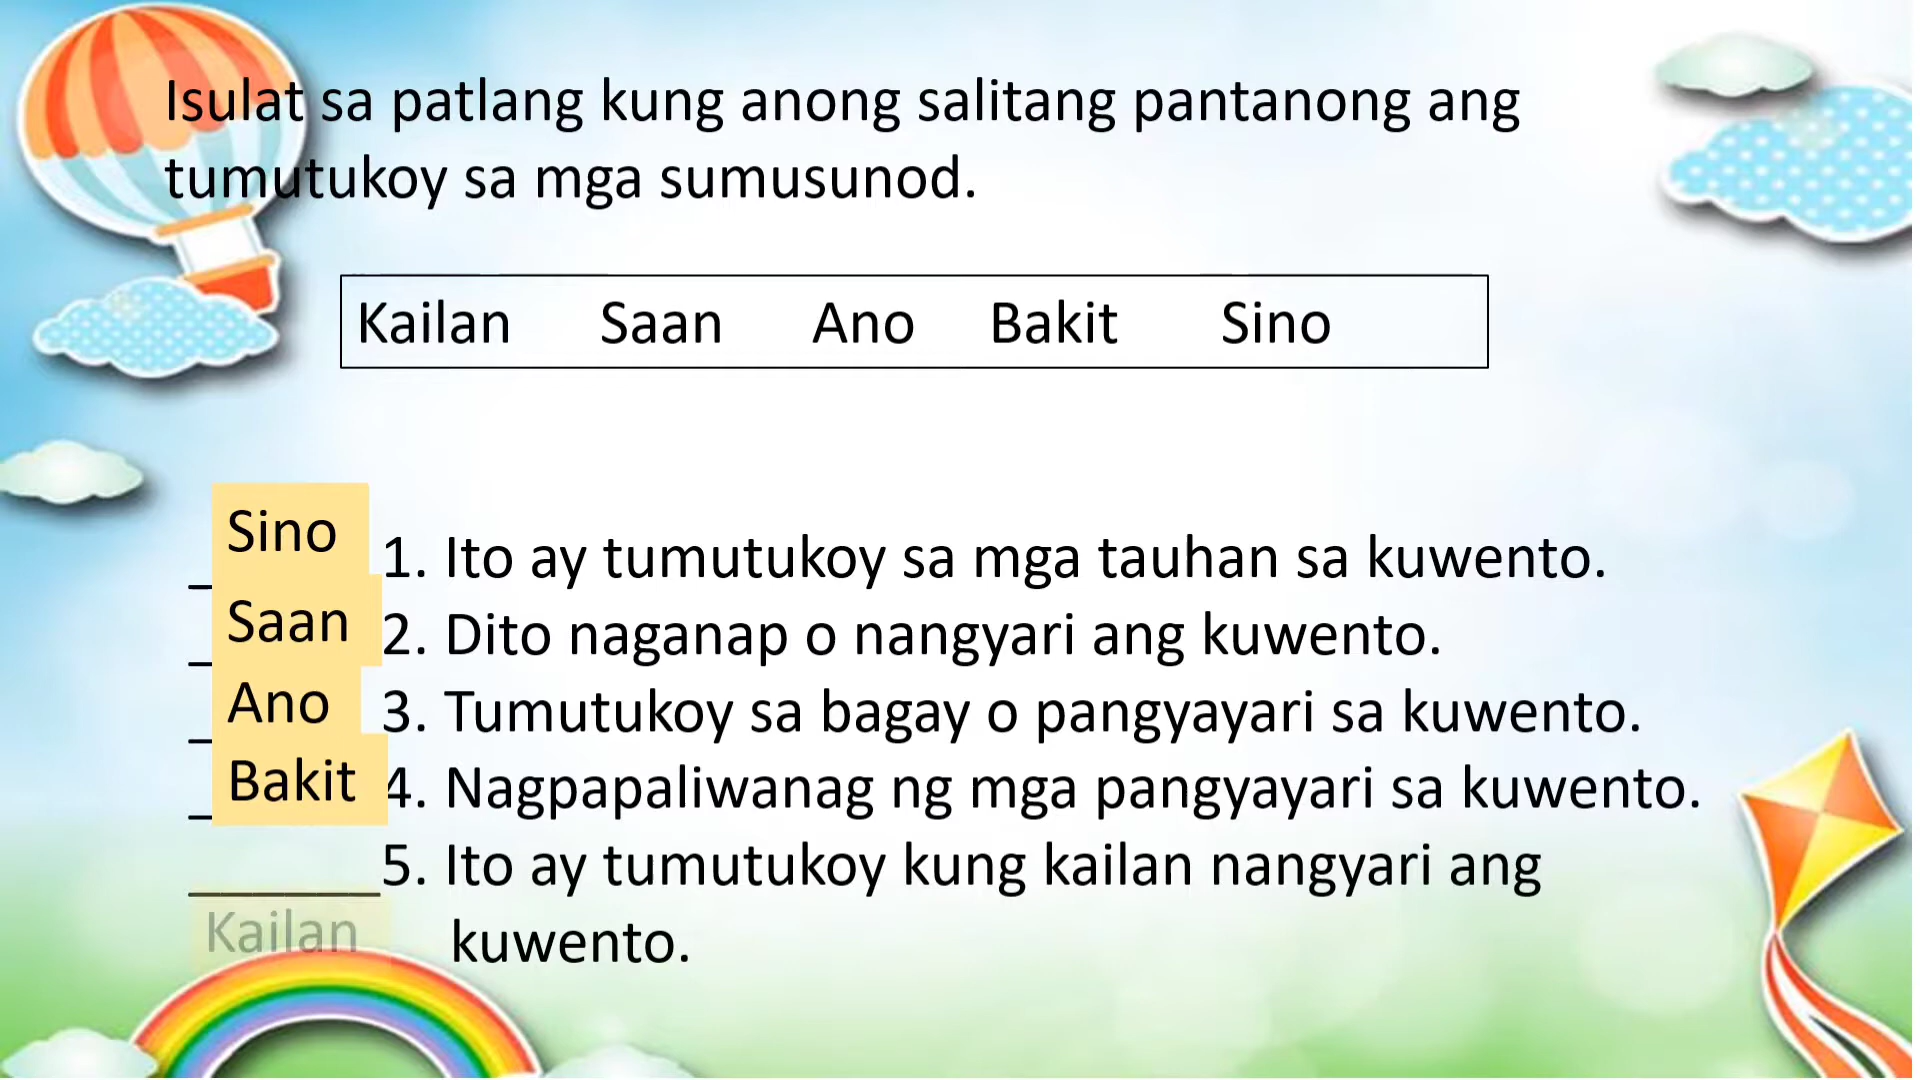 Isulat sa patlang kung anong salitang pantanong ang
tumutukoy sa mga sumusunod.
Kailan Saan Ano Bakit Sino
Sino 1. Ito ay tumutukoy sa mga tauhan sa kuwento.
Saan 2. Dito naganap o nangyari ang kuwento.
Ano 3. Tumutukoy sa bagay o pangyayari sa kuwento.
Bakit 4. Nagpapaliwanag ng mga pangyayari sa kuwento.
______5. Ito ay tumutukoy kung kailan nangyari ang
Kailan kuwento.